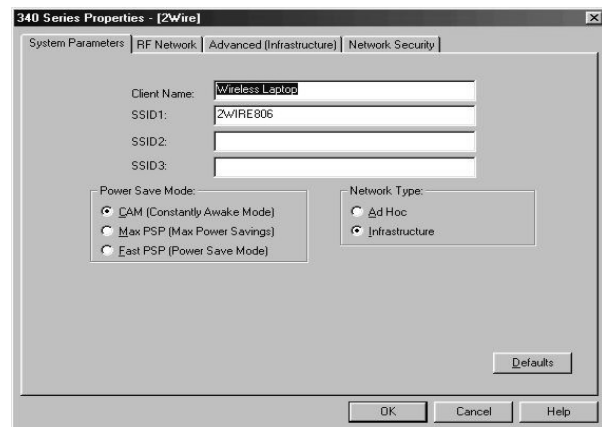 340 Series Properties - [2Wire]
System Parameters
RF Network
Advanced (Infrastructure)
Network Security
Client Name:
Wireless Laptop
SSID1:
2WIRE806
SSID2:
SSID3:
Power Save Mode:
CAM (Constantly Awake Mode)
Max PSP (Max Power Savings)
Fast PSP (Power Save Mode)
Network Type:
Ad Hoc
Infrastructure
Defaults
OK
Cancel
Help